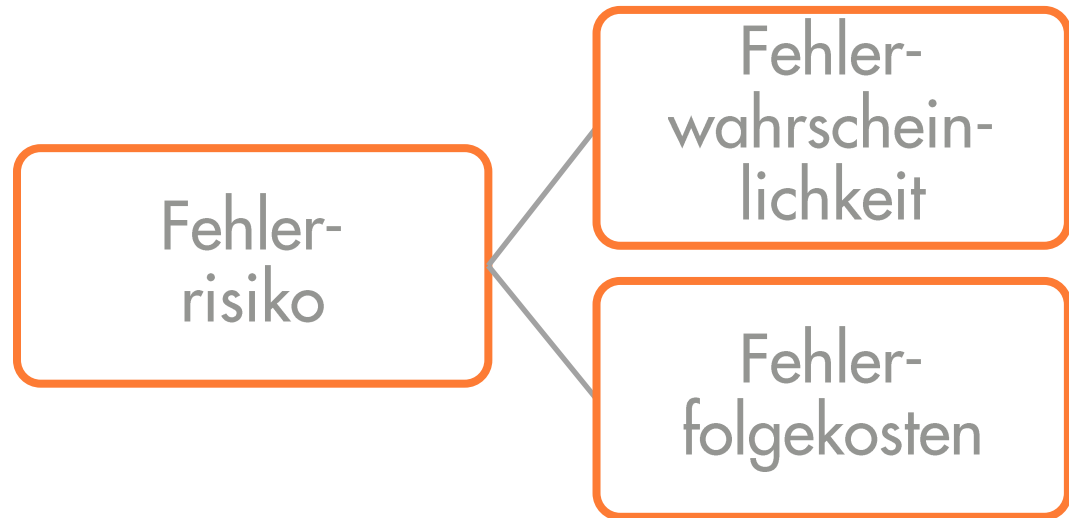 Fehler-
risiko
Fehler-
wahrschein-
lichkeit
Fehler-
folgekosten